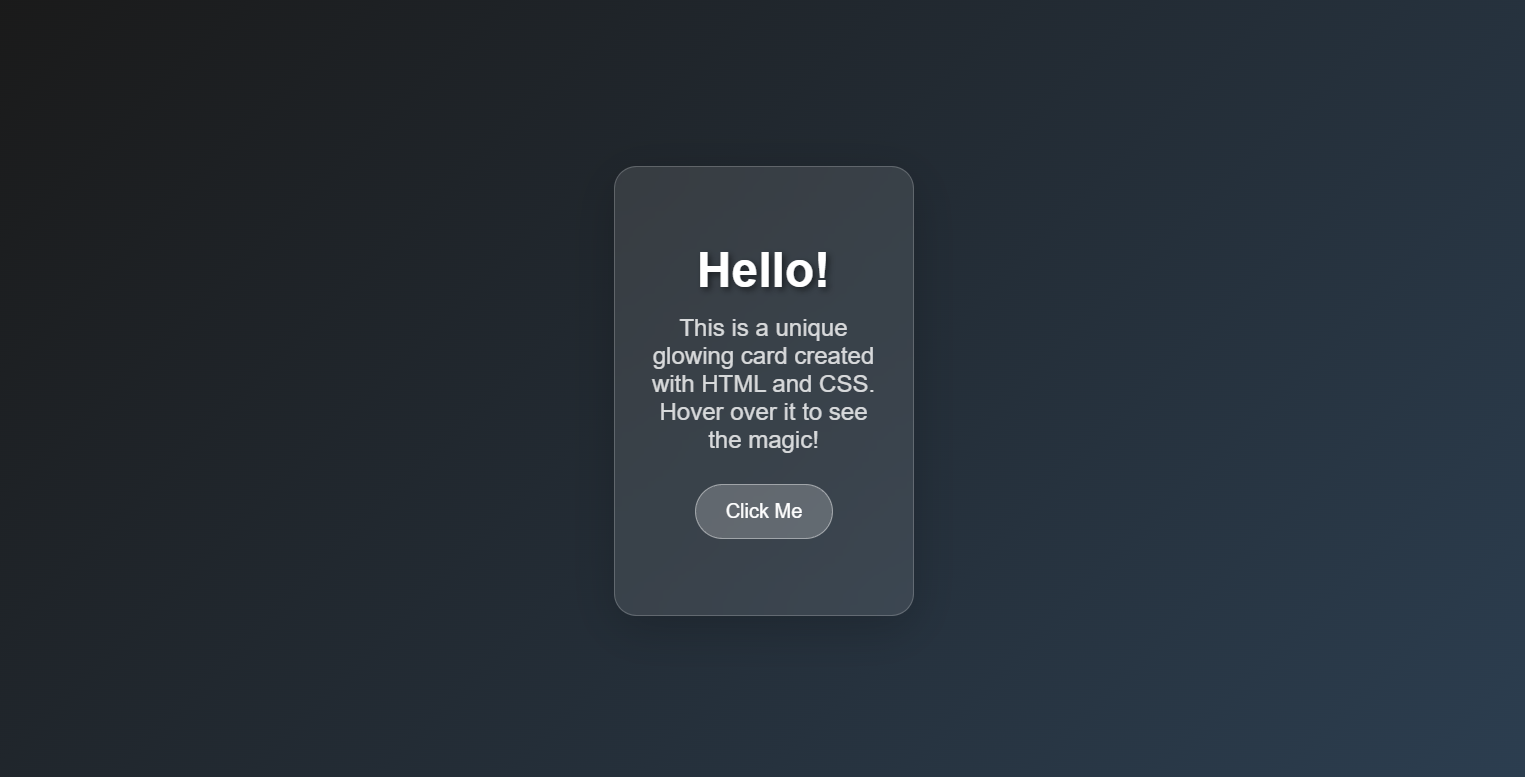 Hello!
This is a unique
glowing card created
with HTML and CSS.
Hover over it to see
the magic!
Click Me